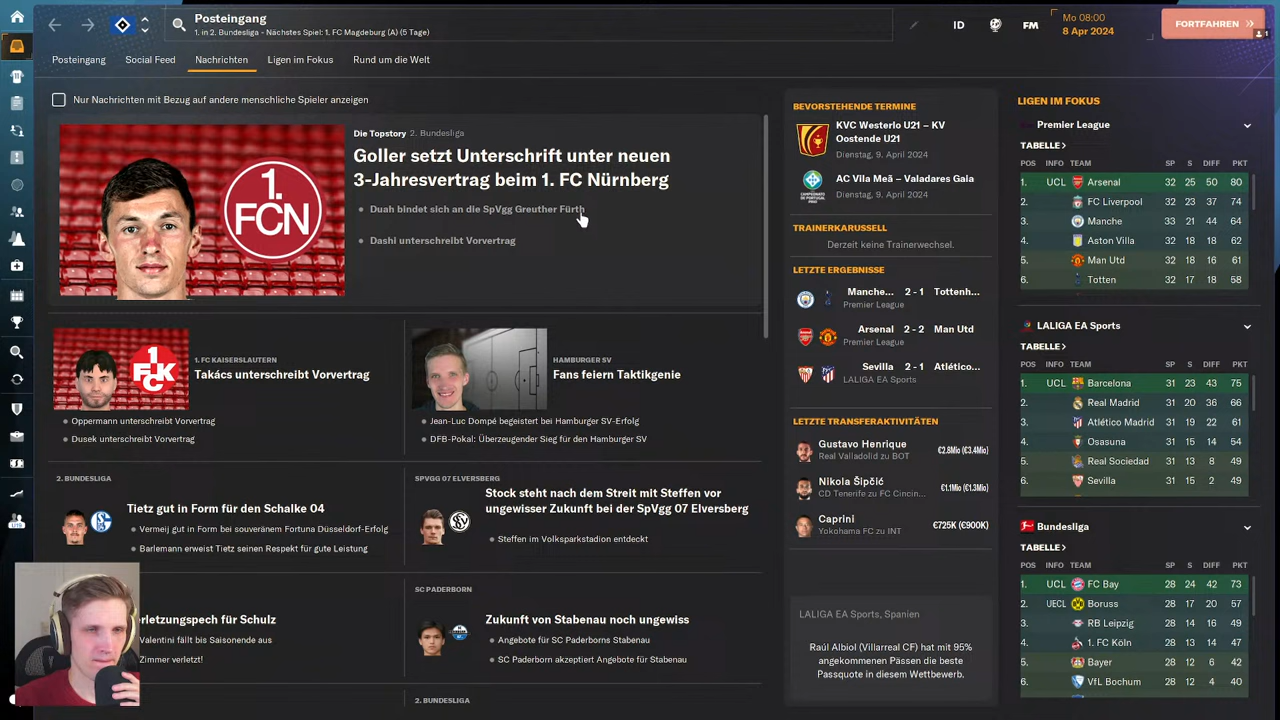 Posteingang
1. in 2. Bundesliga - Nächstes Spiel: 1. FC Magdeburg (A) (5 Tage)
ID
FM
Mo 08:00
8 Apr 2024
FORTFAHREN
1
Posteingang
Social Feed
Nachrichten
Ligen im Fokus
Rund um die Welt
Nur Nachrichten mit Bezug auf andere menschliche Spieler anzeigen
Die Topstory 2. Bundesliga
Goller setzt Unterschrift unter neuen
3-Jahresvertrag beim 1. FC Nürnberg
Duah bindet sich an die SpVgg Greuther Fürth
Dashi unterschreibt Vorvertrag
1.
FCN
1. FC KAISERSLAUTERN
Takács unterschreibt Vorvertrag
Oppermann unterschreibt Vorvertrag
Dusek unterschreibt Vorvertrag
HAMBURGER SV
Fans feiern Taktikgenie
Jean-Luc Dompé begeistert bei Hamburger SV-Erfolg
DFB-Pokal: Überzeugender Sieg für den Hamburger SV
2. BUNDESLIGA
Tietz gut in Form für den Schalke 04
Vermeij gut in Form bei souveränem Fortuna Düsseldorf-Erfolg
Barlemann erweist Tietz seinen Respekt für gute Leistung
SPVGG 07 ELVERSBERG
Stock steht nach dem Streit mit Steffen vor
ungewisser Zukunft bei der SpVgg 07 Elversberg
Steffen im Volksparkstadion entdeckt
erletzungspech für Schulz
Valentini fällt bis Saisonende aus
Zimmer verletzt!
SC PADERBORN
Zukunft von Stabenau noch ungewiss
Angebote für SC Paderborns Stabenau
SC Paderborn akzeptiert Angebote für Stabenau
2. BUNDESLIGA
BEVORSTEHENDE TERMINE
KVC Westerlo U21 – KV
Oostende U21
Dienstag, 9. April 2024
AC Vila Meã – Valadares Gaia
Dienstag, 9. April 2024
TRAINERKARUSSELL
Derzeit keine Trainerwechsel.
LETZTE ERGEBNISSE
Manche... 2 - 1 Tottenh...
Premier League
Arsenal 2 - 2 Man Utd
Premier League
Sevilla 2 - 1 Atlético...
LALIGA EA Sports
LETZTE TRANSFERAKTIVITÄTEN
Gustavo Henrique
Real Valladolid zu BOT
€2.8Mio (€3.4Mio)
Nikola Šipčić
CD Tenerife zu FC Cincin...
€1.1Mio (€1.3Mio)
Caprini
Yokohama FC zu INT
€725K (€900K)
LALIGA EA Sports, Spanien
Raúl Albiol (Villarreal CF) hat mit 95%
angekommenen Pässen die beste
Passquote in diesem Wettbewerb.
LIGEN IM FOKUS
Premier League
TABELLE
POS INFO TEAM SP S DIFF PKT
1. UCL Arsenal 32 25 50 80
2. FC Liverpool 32 23 37 74
3. Manche 33 21 44 64
4. Aston Villa 32 18 18 62
5. Man Utd 32 18 16 61
6. Totten 32 17 18 58
LALIGA EA Sports
TABELLE
POS INFO TEAM SP S DIFF PKT
1. UCL Barcelona 31 23 43 75
2. Real Madrid 31 20 36 66
3. Atlético Madrid 31 19 22 61
4. Osasuna 31 15 14 54
5. Real Sociedad 31 13 8 49
6. Sevilla 31 15 2 49
Bundesliga
TABELLE
POS INFO TEAM SP S DIFF PKT
1. UCL FC Bay 28 24 42 73
2. UECL Boruss 28 17 20 57
3. RB Leipzig 28 14 16 49
4. 1. FC Köln 28 13 14 47
5. Bayer 28 12 6 42
6. VfL Bochum 28 12 4 40